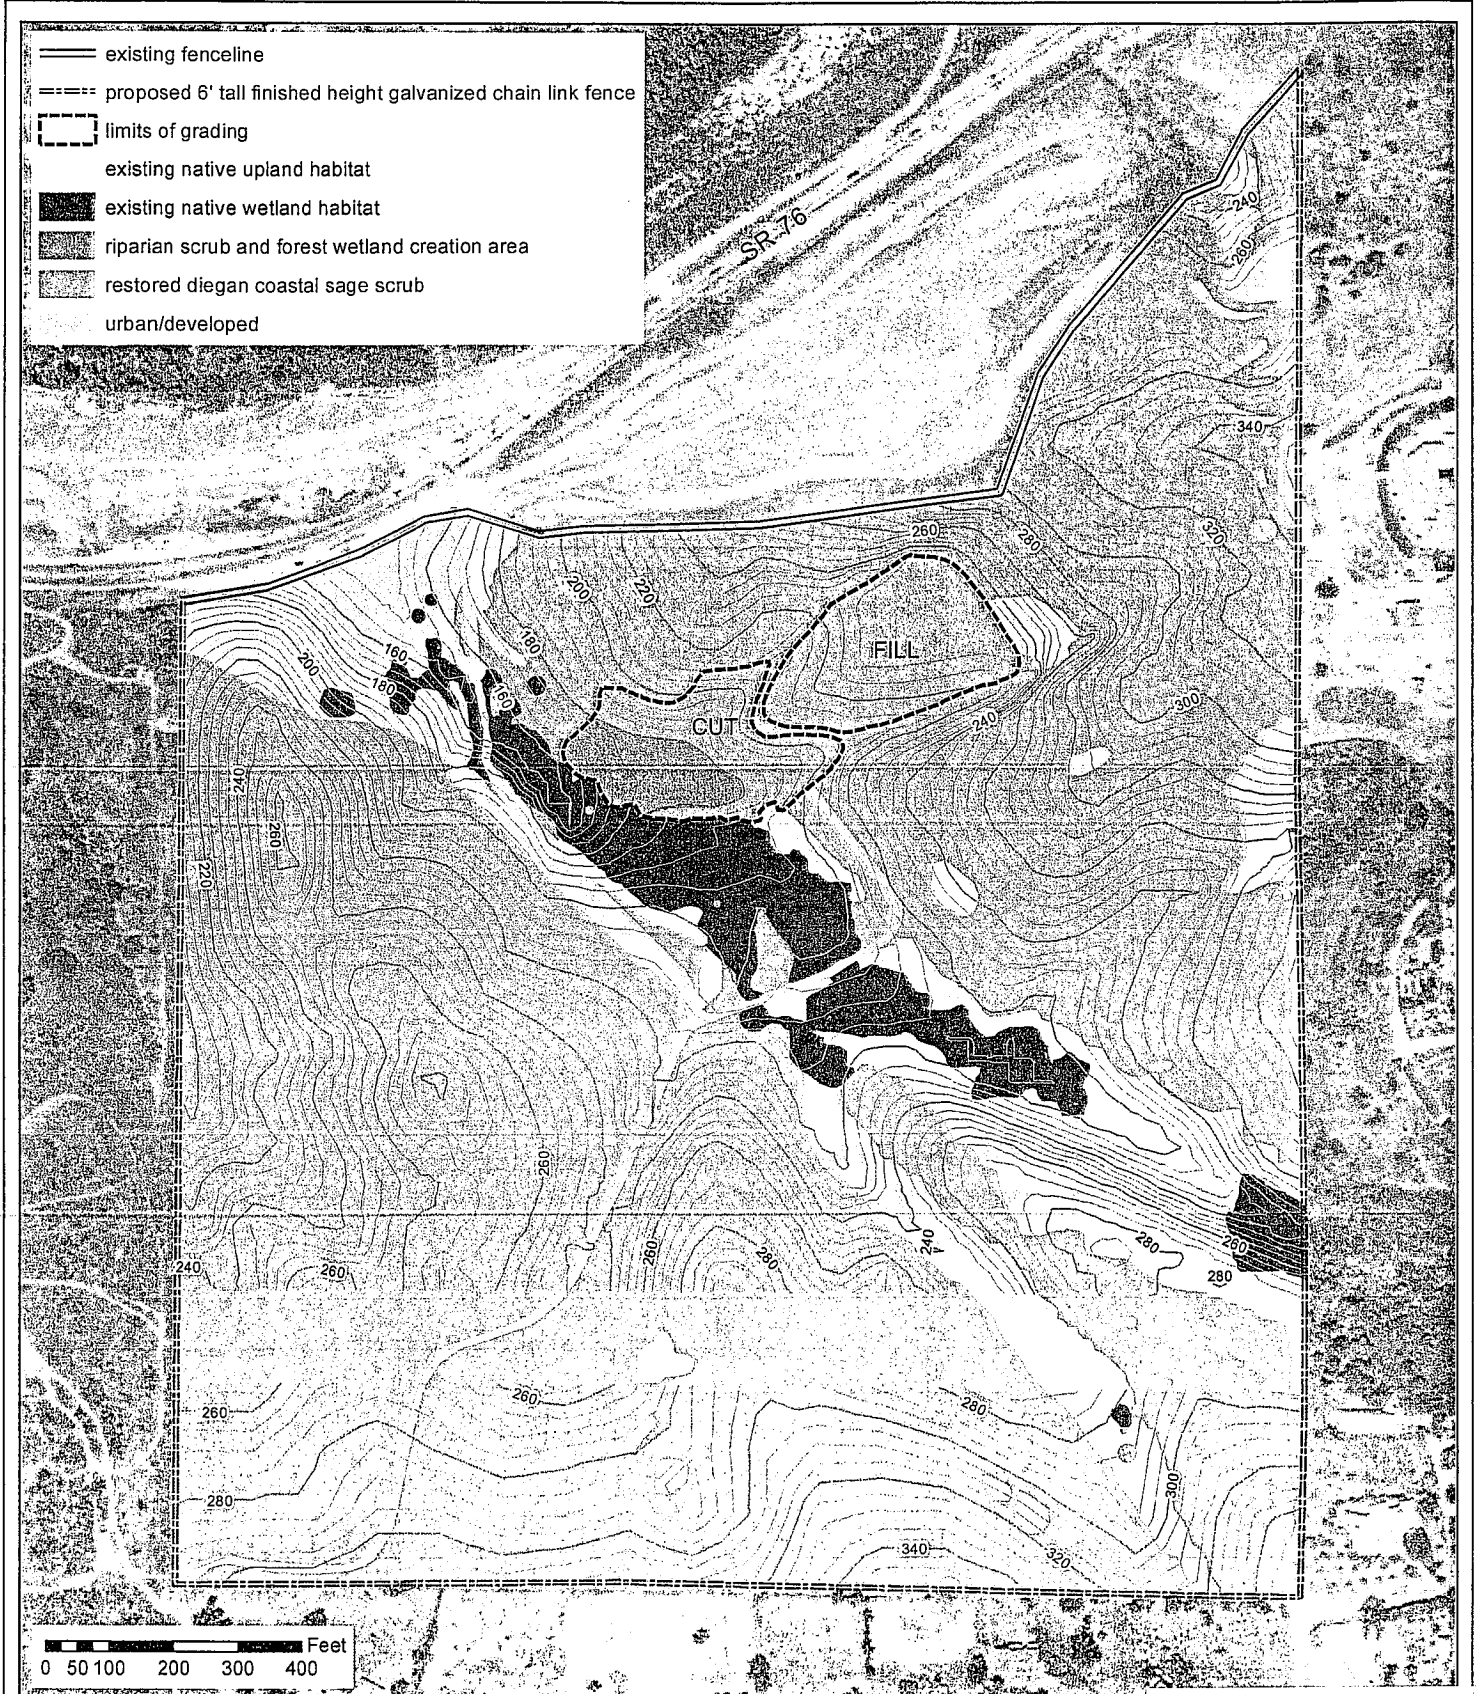 existing fenceline
proposed 6' tall finished height galvanized chain link fence
limits of grading
existing native upland habitat
existing native wetland habitat
riparian scrub and forest wetland creation area
restored diegan coastal sage scrub
urban/developed
SR-76
240
260
340
320
260
280
200
220
180
FILL
160
200
180
160
CUT
300
240
240
260
220
260
240
280
260
280
240
260
260
280
260
260
280
280
300
340
320
Feet
0 50 100 200 300 400